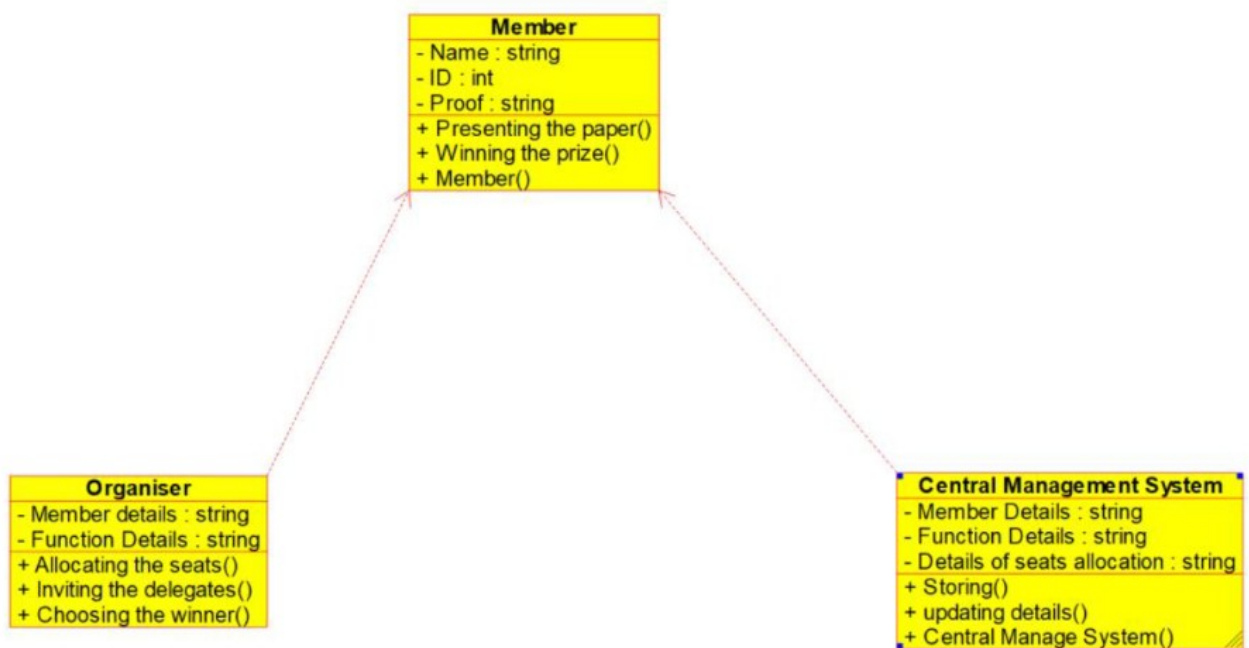 Member
- Name : string
- ID : int
- Proof : string
+ Presenting the paper()
+ Winning the prize()
+ Member()
Organiser
- Member details : string
- Function Details : string
+ Allocating the seats()
+ Inviting the delegates()
+ Choosing the winner()
Central Management System
- Member Details : string
- Function Details : string
- Details of seats allocation : string
+ Storing()
+ updating details()
+ Central Manage System()